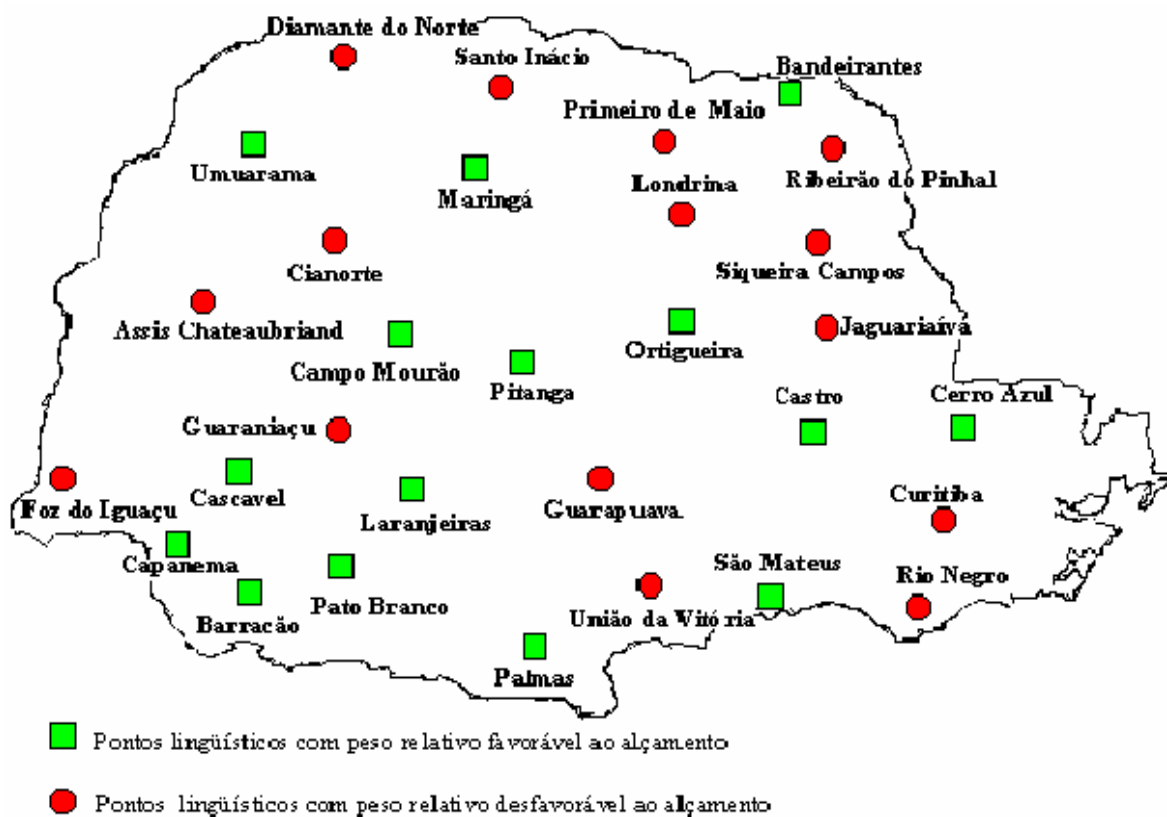 Diamante do Norte
Santo Inácio
Bandeirantes
Primeiro de Maio
Umuarama
Maringá
Londrina
Ribeirão do Pinhal
Cianorte
Siqueira Campos
Assis Chateaubriand
Jaguariaíva
Campo Mourão
Ortigueira
Pitanga
Castro
Cerro Azul
Guaraniaçu
Cascavel
Foz do Iguaçu
Laranjeiras
Guarapuava
Curitiba
Capanema
São Mateus
Rio Negro
Pato Branco
Barracão
União da Vitória
Palmas
Pontos lingüísticos com peso relativo favorável ao alçamento
Pontos lingüísticos com peso relativo desfavorável ao alçamento